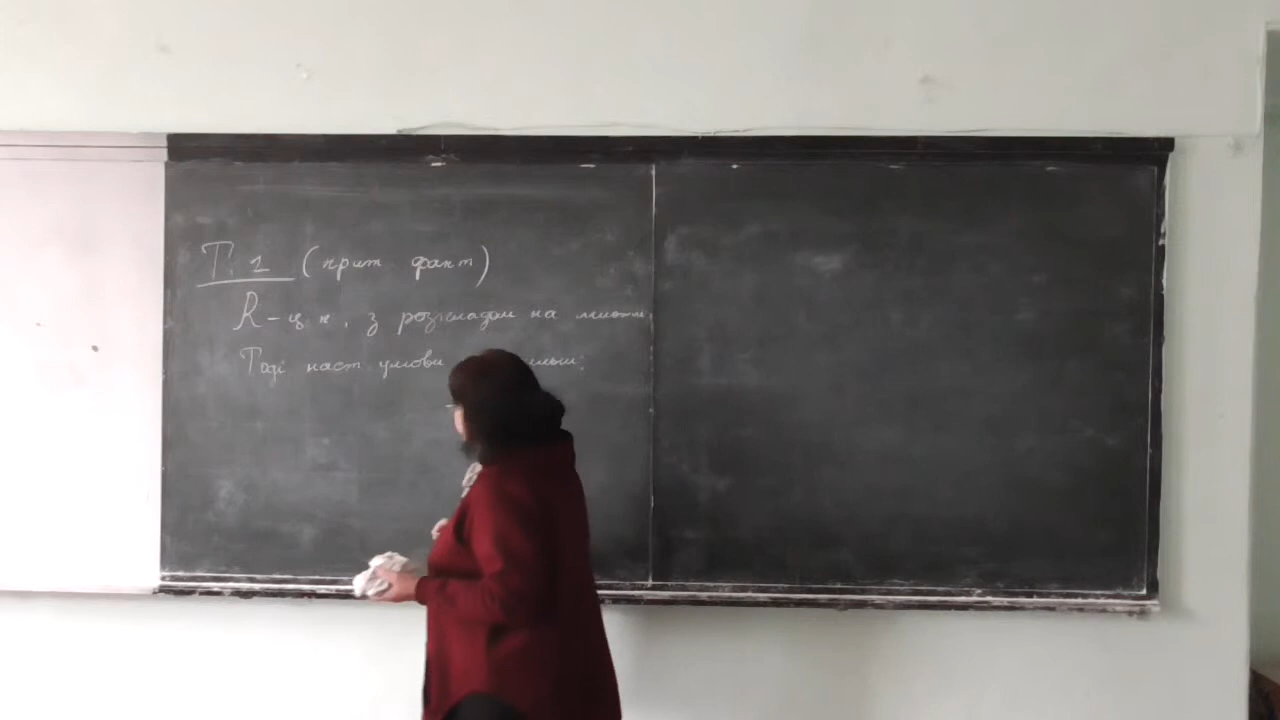 Т. 1 (крит факт)
R - ц к. з розкладом на множн.
Тоді наст умови